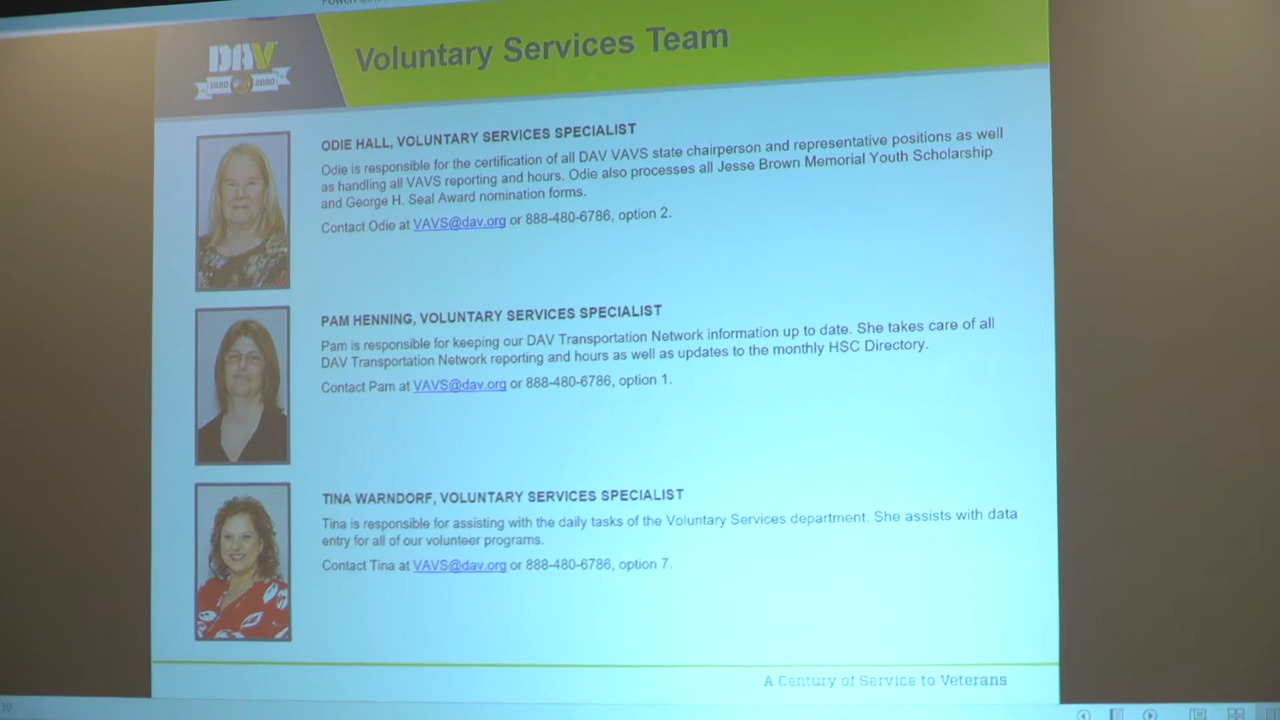 DAV
1920 2020
Voluntary Services Team
ODIE HALL, VOLUNTARY SERVICES SPECIALIST
Odie is responsible for the certification of all DAV VAVS state chairperson and representative positions as well
as handling all VAVS reporting and hours. Odie also processes all Jesse Brown Memorial Youth Scholarship
and George H. Seal Award nomination forms.
Contact Odie at VAVS@dav.org or 888-480-6786, option 2.
PAM HENNING, VOLUNTARY SERVICES SPECIALIST
Pam is responsible for keeping our DAV Transportation Network information up to date. She takes care of all
DAV Transportation Network reporting and hours as well as updates to the monthly HSC Directory.
Contact Pam at VAVS@dav.org or 888-480-6786, option 1.
TINA WARNDORF, VOLUNTARY SERVICES SPECIALIST
Tina is responsible for assisting with the daily tasks of the Voluntary Services department. She assists with data
entry for all of our volunteer programs.
Contact Tina at VAVS@dav.org or 888-480-6786, option 7.
A Century of Service to Veterans
30